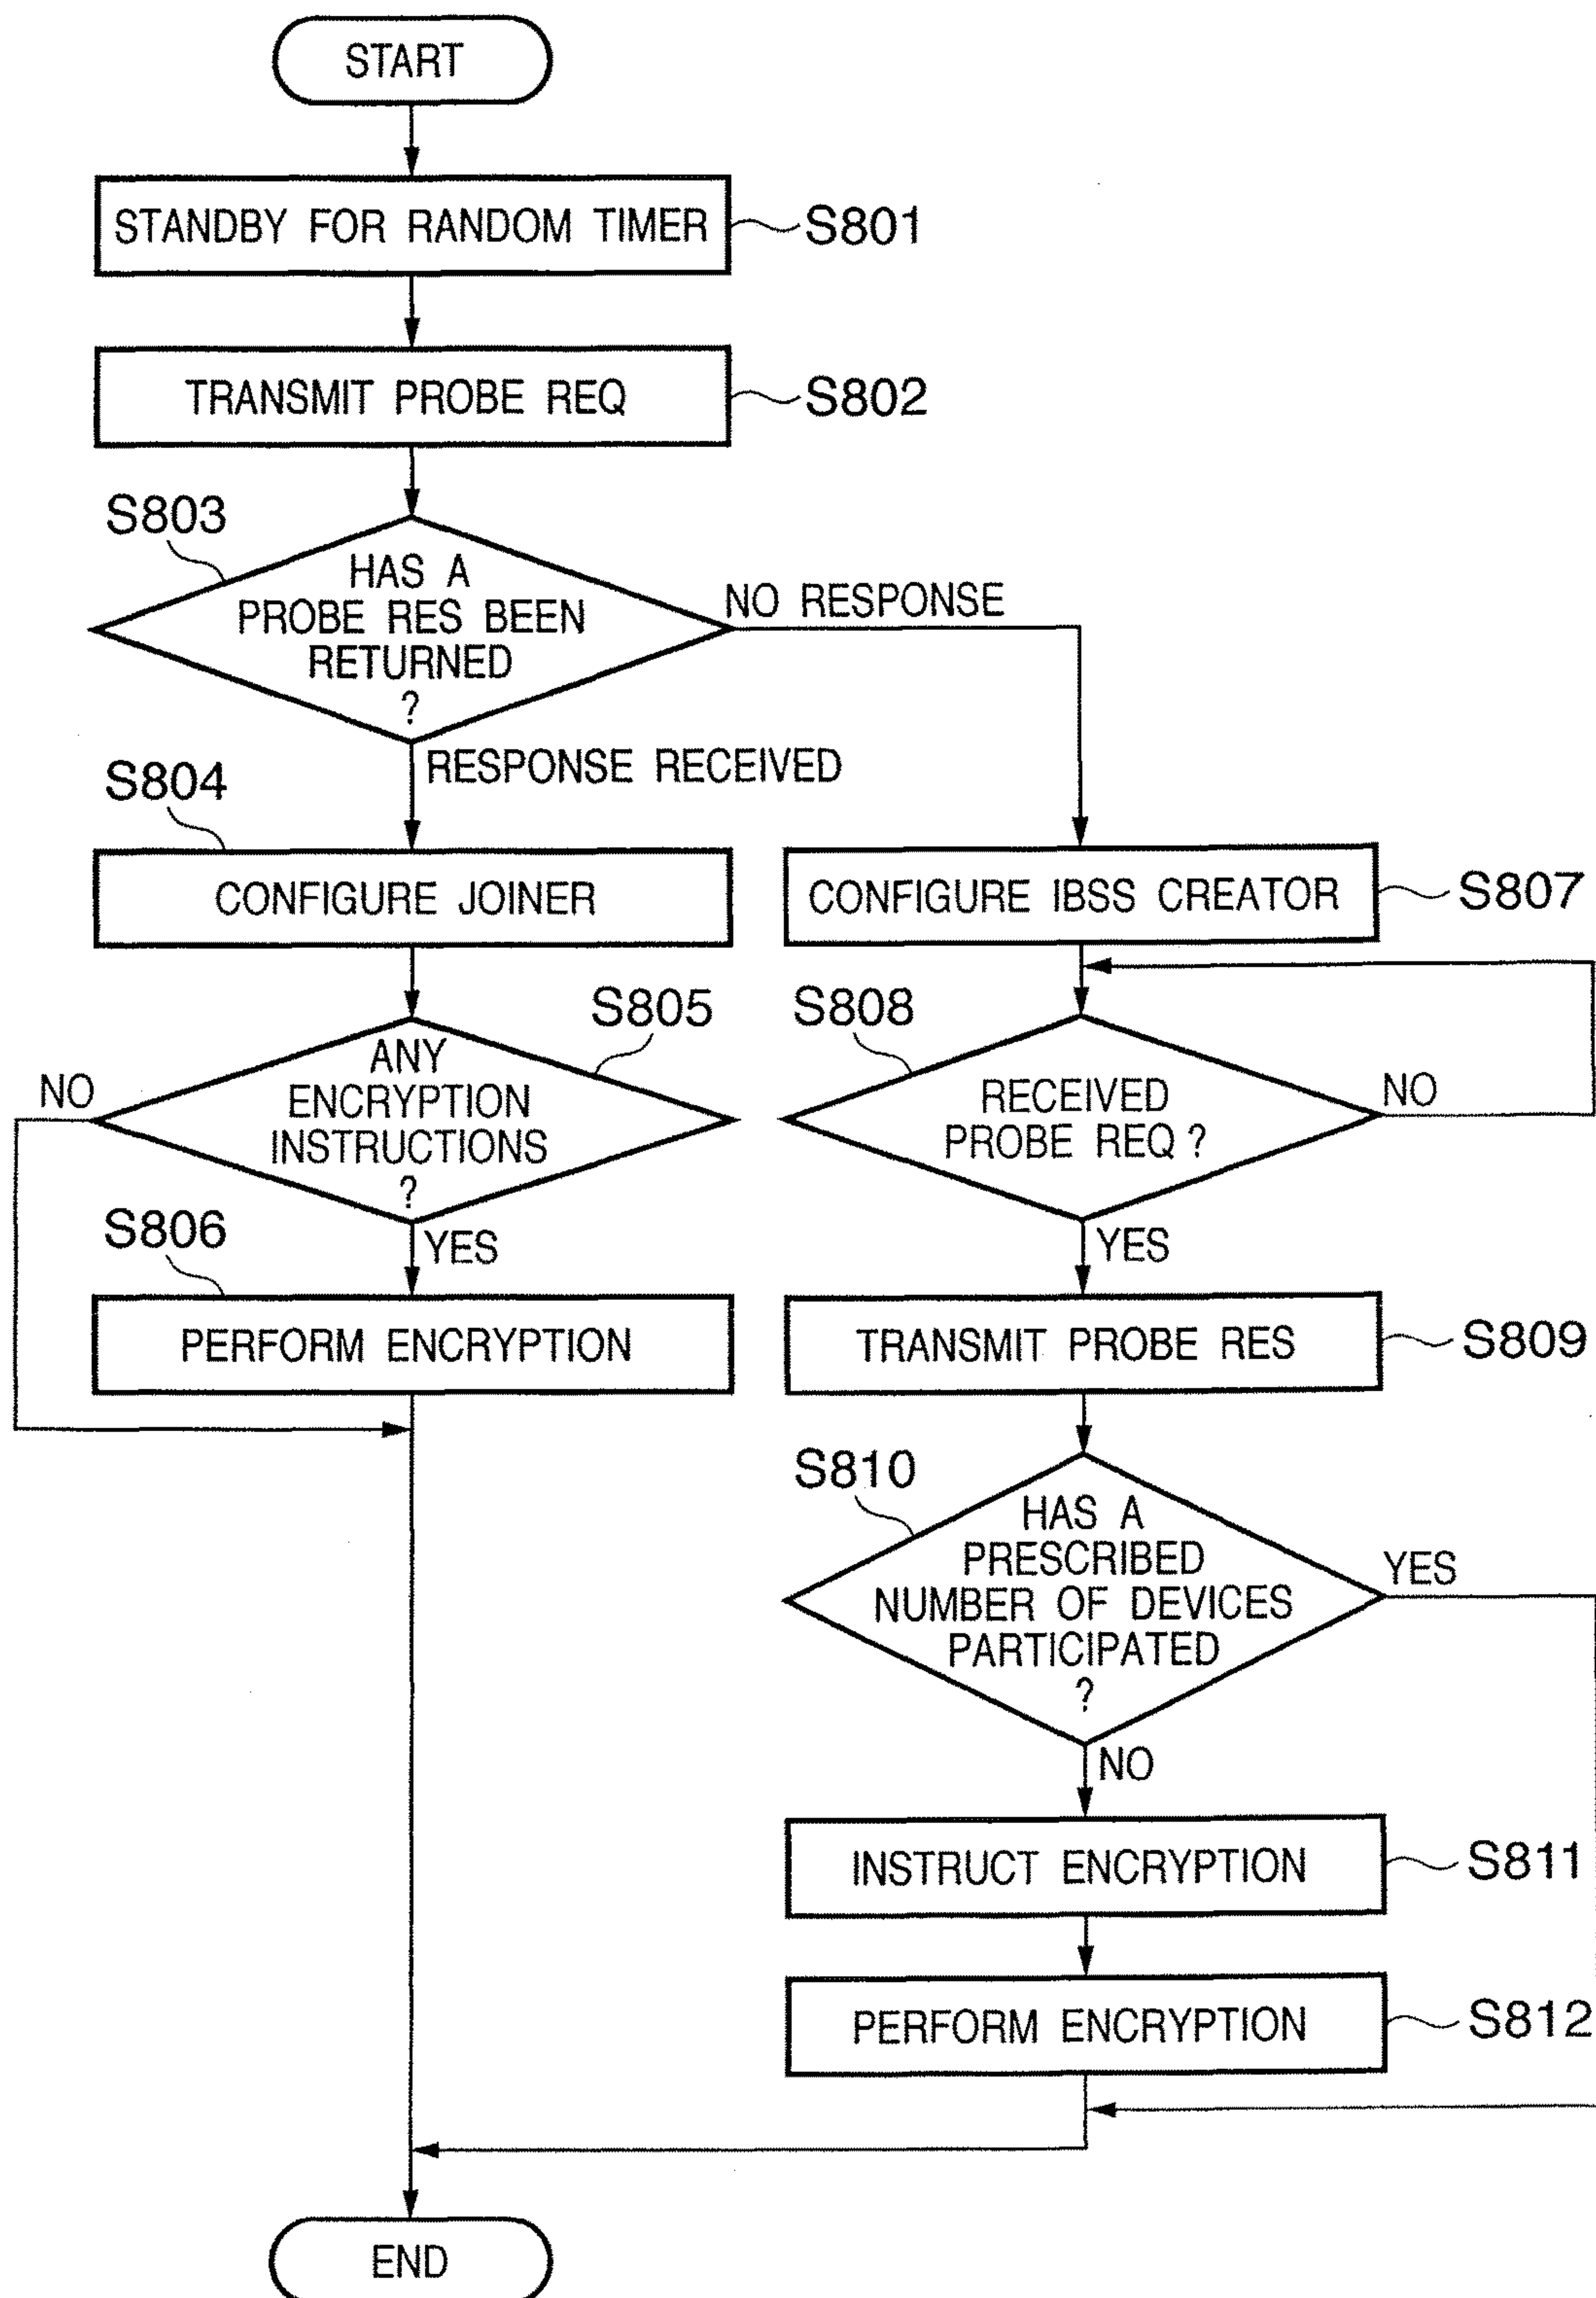 START
STANDBY FOR RANDOM TIMER
S801
TRANSMIT PROBE REQ
S802
S803
HAS A
PROBE RES BEEN
RETURNED
?
NO RESPONSE
RESPONSE RECEIVED
S804
CONFIGURE JOINER
CONFIGURE IBSS CREATOR
S807
S805
ANY
ENCRYPTION
INSTRUCTIONS
?
NO
YES
S808
RECEIVED
PROBE REQ ?
NO
YES
S806
PERFORM ENCRYPTION
TRANSMIT PROBE RES
S809
S810
HAS A
PRESCRIBED
NUMBER OF DEVICES
PARTICIPATED
?
YES
NO
INSTRUCT ENCRYPTION
S811
PERFORM ENCRYPTION
S812
END